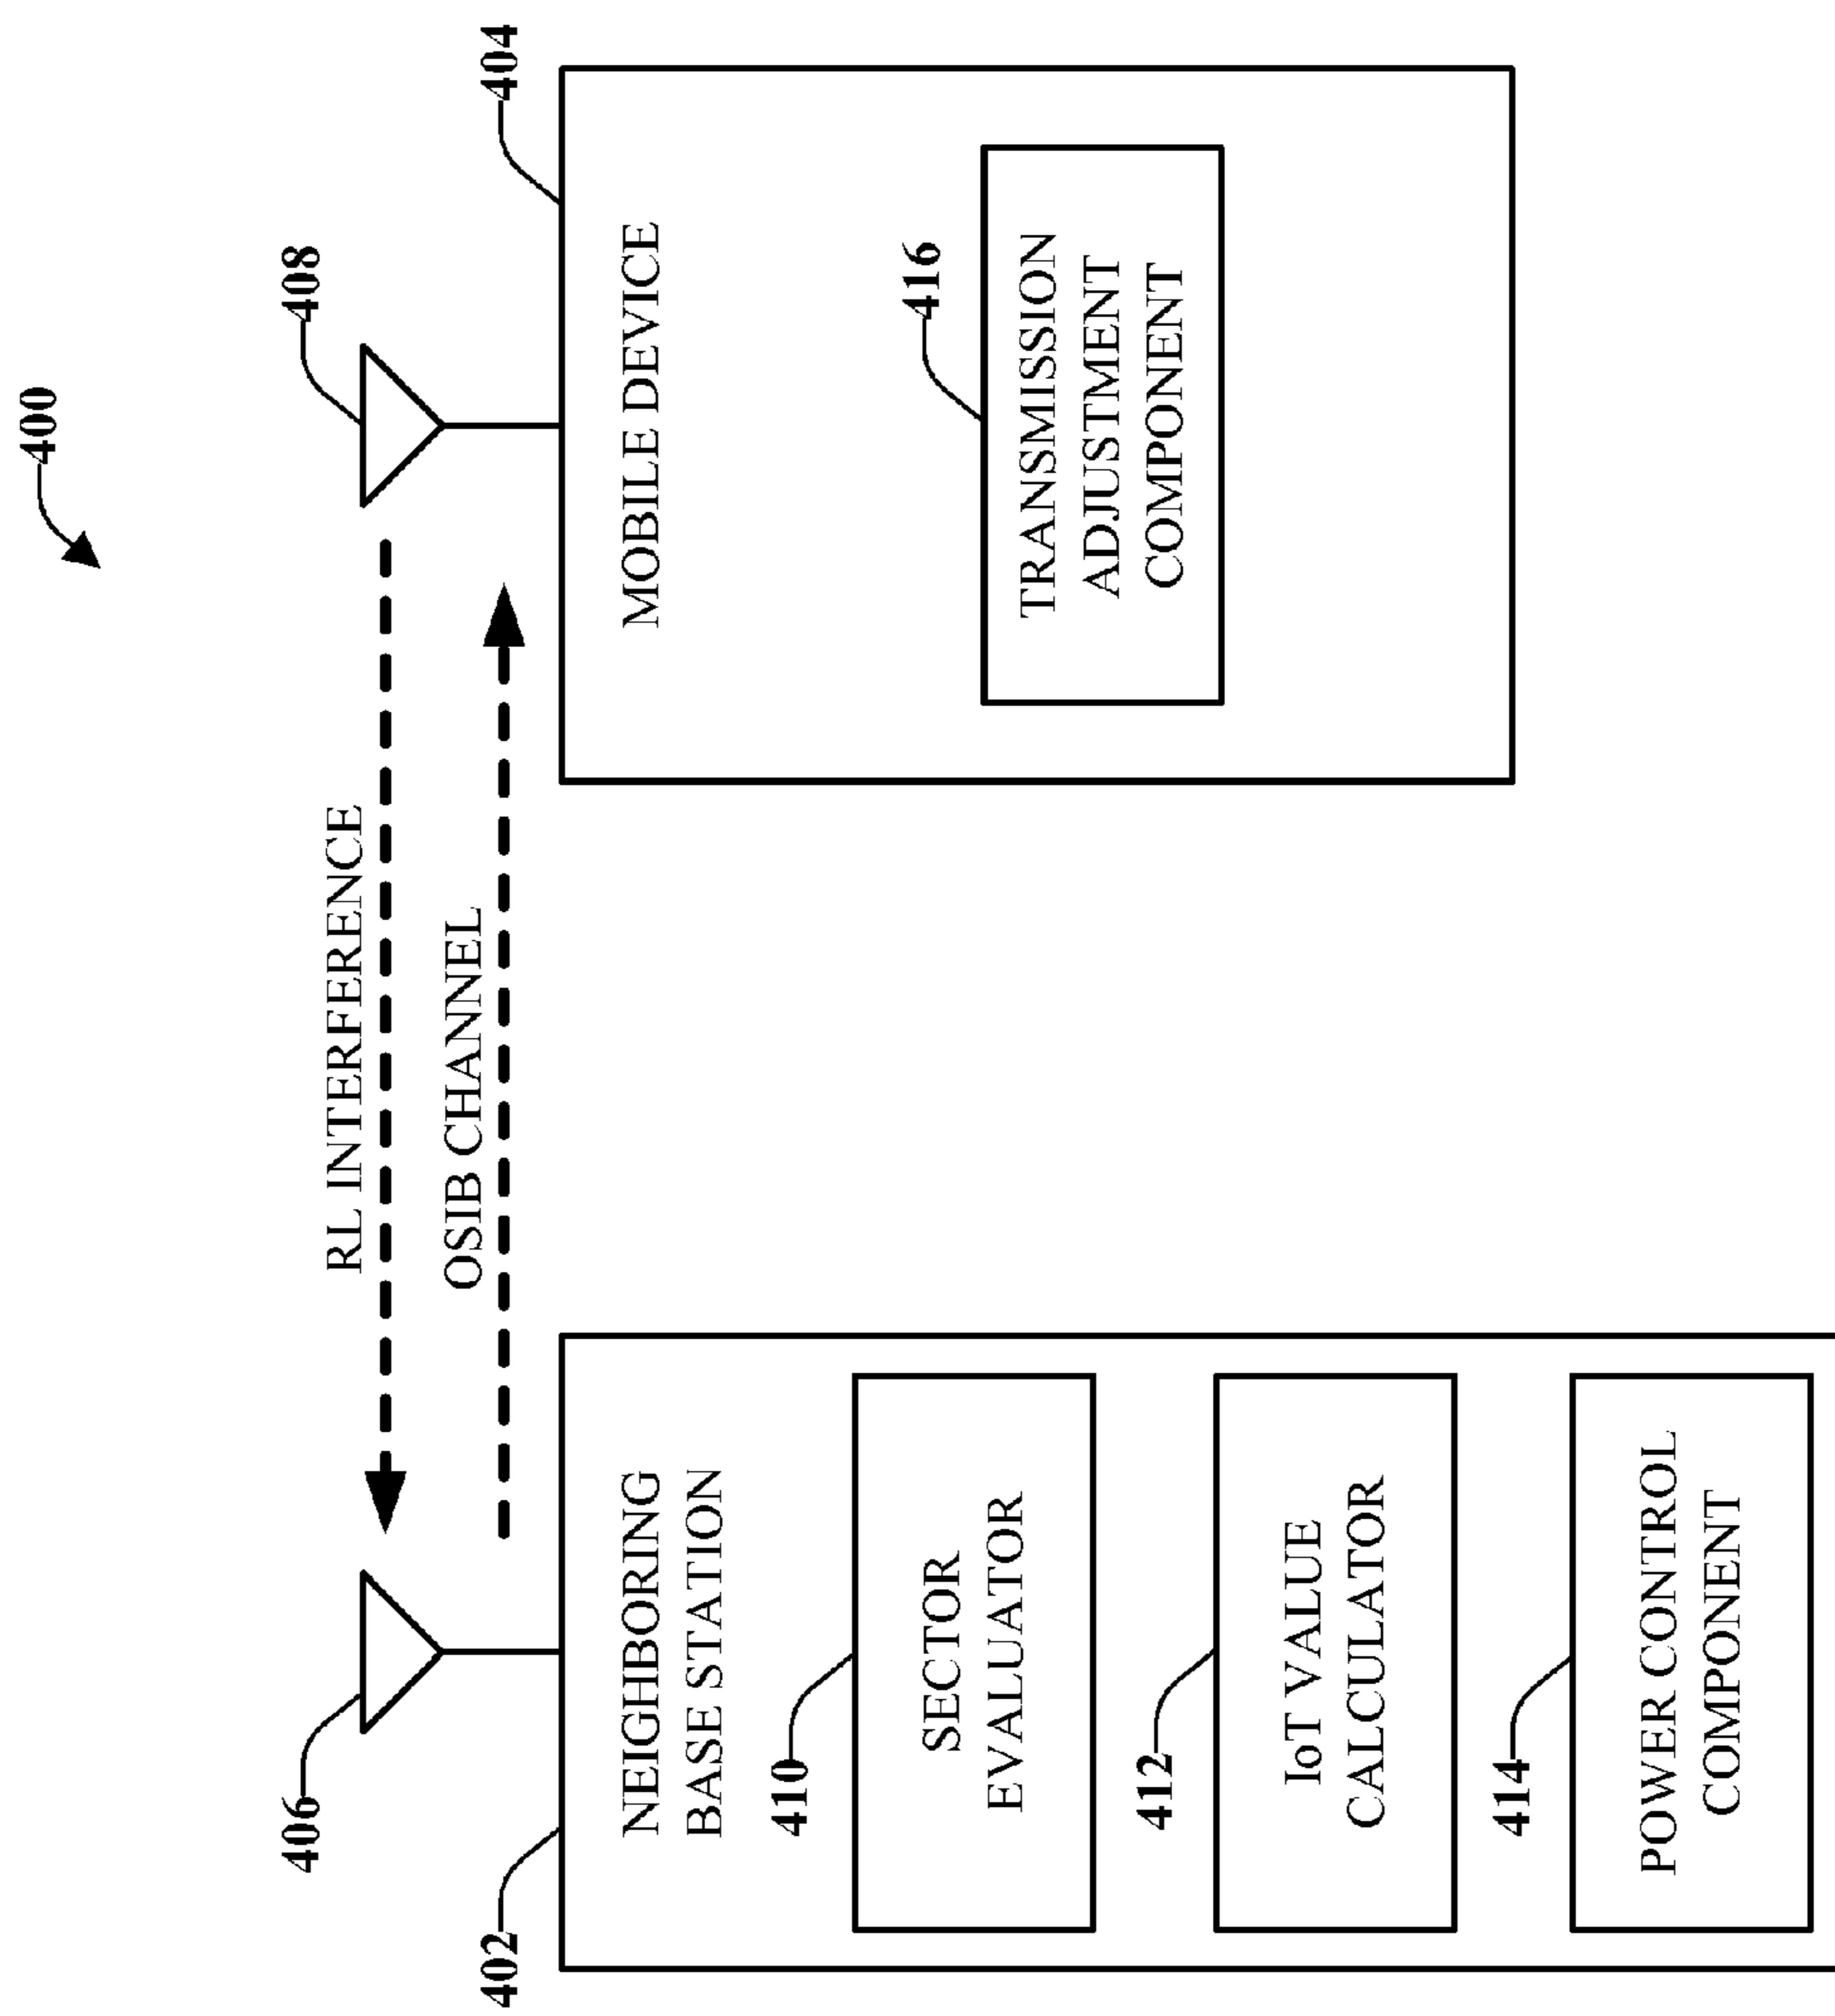 400
406
408
RL INTERFERENCE
OSIB CHANNEL
402
404
NEIGHBORING
BASE STATION
MOBILE DEVICE
410
SECTOR
EVALUATOR
416
TRANSMISSION
ADJUSTMENT
COMPONENT
412
IoT VALUE
CALCULATOR
414
POWER CONTROL
COMPONENT